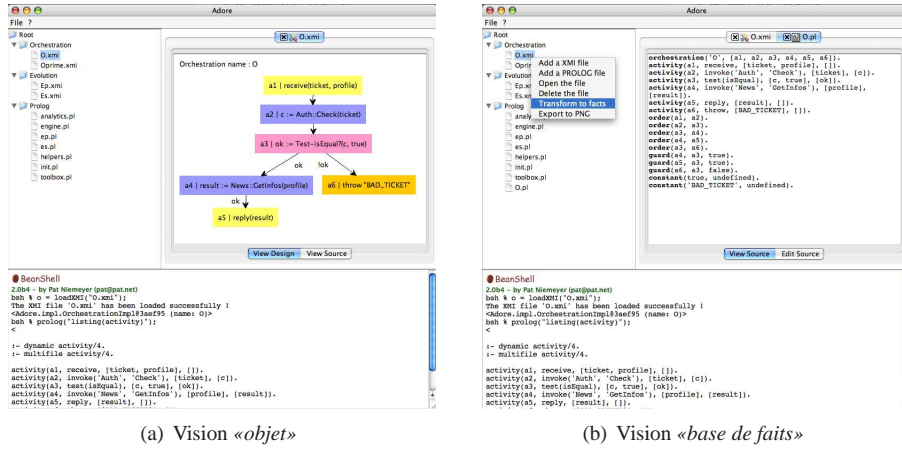 Adore
File ?
Root
Orchestration
O.xmi
Oprime.xmi
Evolution
Ep.xmi
Es.xmi
Prolog
analytics.pl
engine.pl
ep.pl
es.pl
helpers.pl
init.pl
toolbox.pl
O.xmi
Orchestration name : O
a1 | receive(ticket, profile)
a2 | c := Auth::Check(ticket)
a3 | ok := Test-isEqual?(c, true)
ok !ok
a4 | result := News::GetInfos(profile)
a6 | throw "BAD_TICKET"
ok
a5 | reply(result)
View Design View Source
BeanShell
2.0b4 - by Pat Niemeyer (pat@pat.net)
bsh % o = loadXMI("O.xmi");
The XMI file 'O.xmi' has been loaded successfully !
<Adore.impl.OrchestrationImpl@3aef95 (name: O)>
bsh % prolog("listing(activity)");
<
:- dynamic activity/4.
:- multifile activity/4.
activity(a1, receive, [ticket, profile], []).
activity(a2, invoke('Auth', 'Check'), [ticket], [c]).
activity(a3, test(isEqual), [c, true], [ok]).
activity(a4, invoke('News', 'GetInfos'), [profile], [result]).
activity(a5, reply, [result], []).
(a) Vision «objet»
Adore
File ?
Root
Orchestration
O.xmi
Oprim
Evolution
Ep.xm
Es.xm
Prolog
analytics.pl
engine.pl
ep.pl
es.pl
helpers.pl
init.pl
toolbox.pl
O.pl
Add a XMI file
Add a PROLOG file
Open the file
Delete the file
Transform to facts
Export to PNG
O.xmi O.pl
orchestration('O', [a1, a2, a3, a4, a5, a6]).
activity(a1, receive, [ticket, profile], []).
activity(a2, invoke('Auth', 'Check'), [ticket], [c]).
activity(a3, test(isEqual), [c, true], [ok]).
activity(a4, invoke('News', 'GetInfos'), [profile],
[result]).
activity(a5, reply, [result], []).
activity(a6, throw, [BAD_TICKET], []).
order(a1, a2).
order(a2, a3).
order(a3, a4).
order(a4, a5).
order(a3, a6).
guard(a4, a3, true).
guard(a5, a3, true).
guard(a6, a3, false).
constant(true, undefined).
constant('BAD_TICKET', undefined).
View Source Edit Source
BeanShell
2.0b4 - by Pat Niemeyer (pat@pat.net)
bsh % o = loadXMI("O.xmi");
The XMI file 'O.xmi' has been loaded successfully !
<Adore.impl.OrchestrationImpl@3aef95 (name: O)>
bsh % prolog("listing(activity)");
<
:- dynamic activity/4.
:- multifile activity/4.
activity(a1, receive, [ticket, profile], []).
activity(a2, invoke('Auth', 'Check'), [ticket], [c]).
activity(a3, test(isEqual), [c, true], [ok]).
activity(a4, invoke('News', 'GetInfos'), [profile], [result]).
activity(a5, reply, [result], []).
(b) Vision «base de faits»